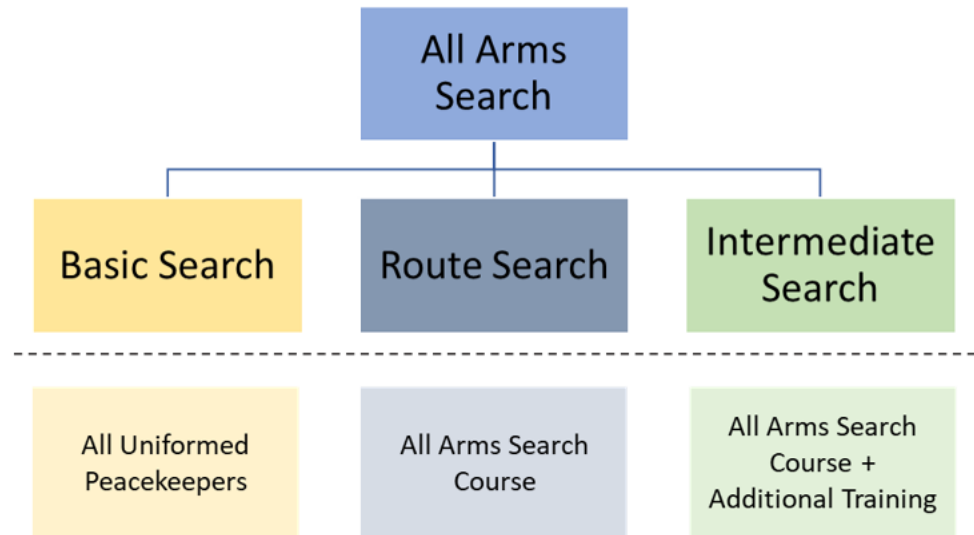 All Arms
Search
Basic Search
Route Search
Intermediate
Search
All Uniformed
Peacekeepers
All Arms Search
Course
All Arms Search
Course +
Additional Training